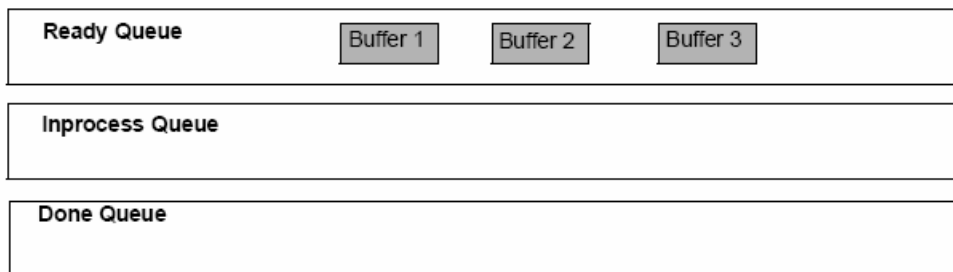 Ready Queue Buffer 1 Buffer 2 Buffer 3
Inprocess Queue
Done Queue